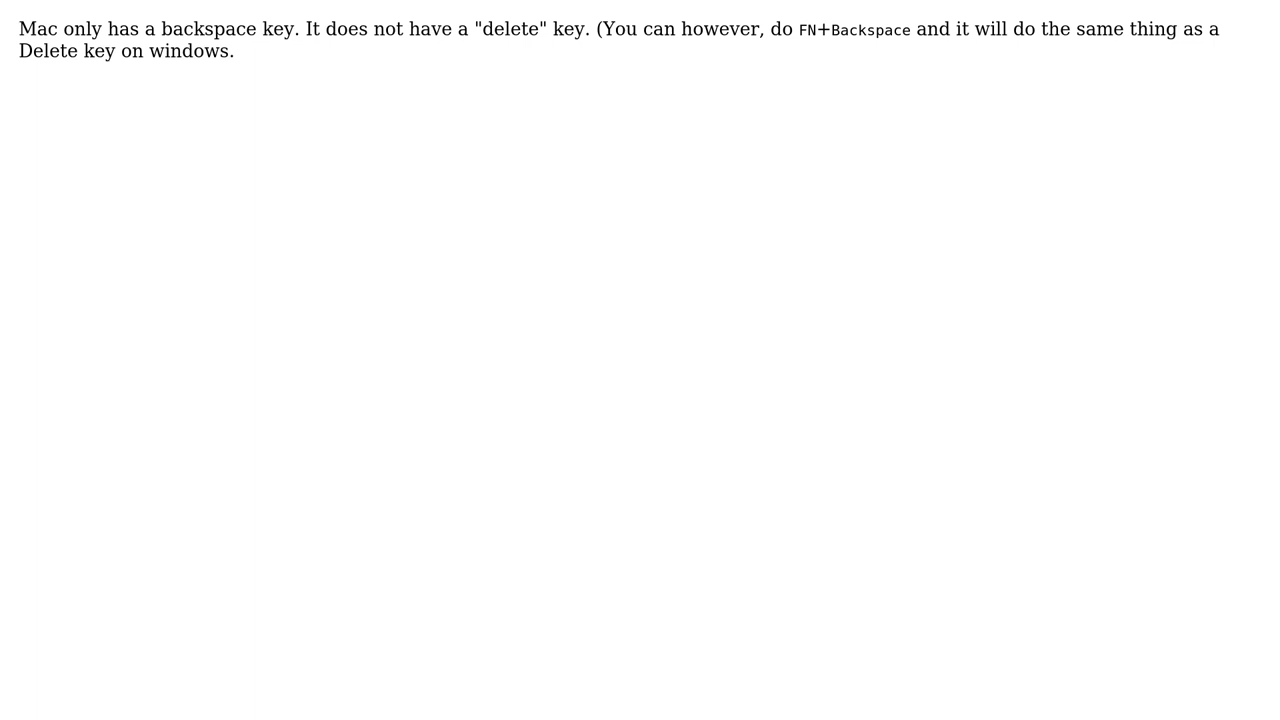 Mac only has a backspace key. It does not have a "delete" key. (You can however, do FN+Backspace and it will do the same thing as a
Delete key on windows.